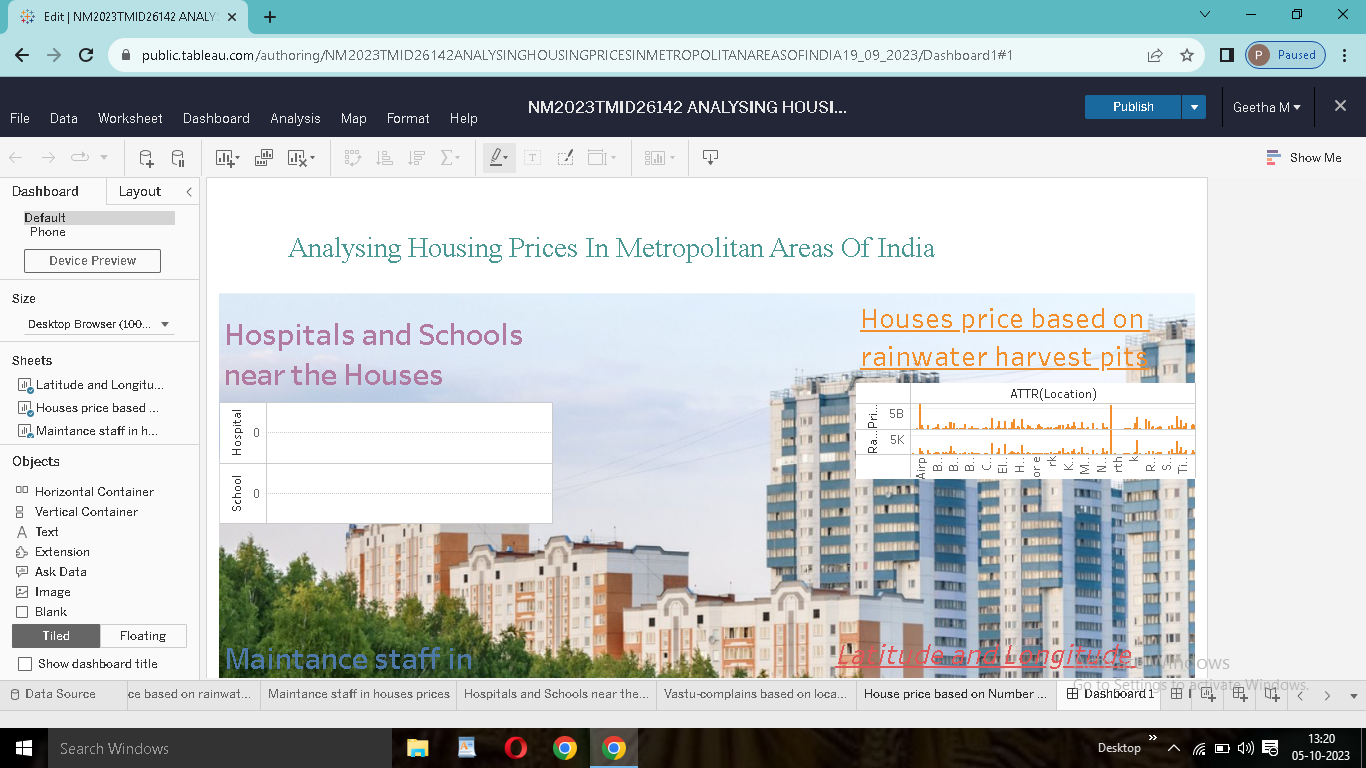 Edit | NM2023TMID26142 ANALYS
public.tableau.com/authoring/NM2023TMID26142ANALYSINGHOUSINGPRICESINMETROPOLITANAREASOFINDIA19_09_2023/Dashboard1#1
P Paused
NM2023TMID26142 ANALYSING HOUSI...
File Data Worksheet Dashboard Analysis Map Format Help
Publish
Geetha M
Show Me
Dashboard Layout
Default
Phone
Device Preview
Size
Desktop Browser (100...
Sheets
Latitude and Longitu...
Houses price based ...
Maintance staff in h...
Objects
Horizontal Container
Vertical Container
Text
Extension
Ask Data
Image
Blank
Tiled Floating
Show dashboard title
Analysing Housing Prices In Metropolitan Areas Of India
Hospitals and Schools
near the Houses
Hospital 0
School 0
Houses price based on
rainwater harvest pits
ATTR(Location)
Pri... 5B
Ra... 5K
Airp B.. B.. B.. C.. El.. H.. or e rk K.. M.. N.. rth k R.. S.. Ti..
Maintance staff in
Latitude and Longitude
Go to Settings to activate Windows.
Data Source ce based on rainwat... Maintance staff in houses prices Hospitals and Schools near the... Vastu-complains based on loca... House price based on Number ... Dashboard 1
Search Windows
Desktop
13:20
05-10-2023